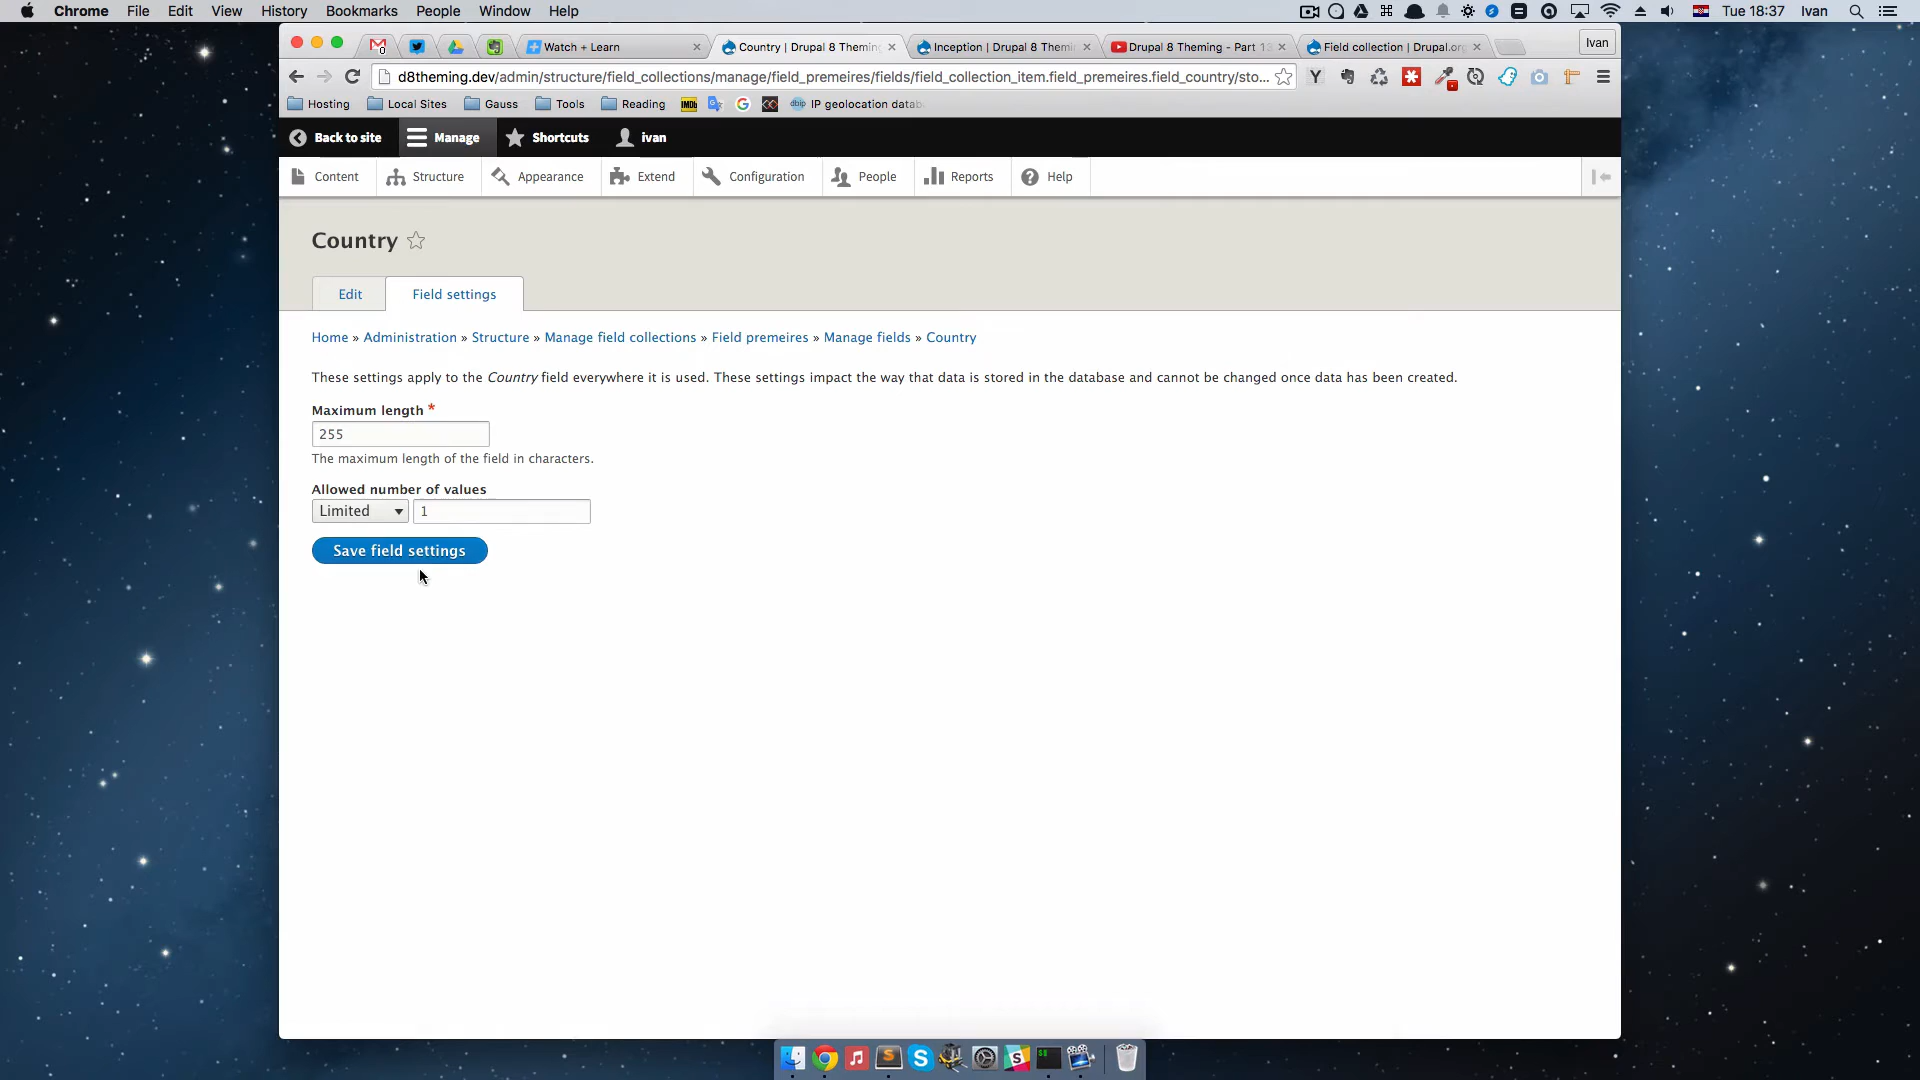 Chrome File Edit View History Bookmarks People Window Help Tue 18:37 Ivan
Watch + Learn Country | Drupal 8 Theming Inception | Drupal 8 Themin Drupal 8 Theming - Part 13 Field collection | Drupal.org Ivan
d8theming.dev/admin/structure/field_collections/manage/field_premeires/fields/field_collection_item.field_premeires.field_country/sto...
Hosting Local Sites Gauss Tools Reading IMDb dbip IP geolocation datab
Back to site Manage Shortcuts ivan
Content Structure Appearance Extend Configuration People Reports Help
Country
Edit Field settings
Home » Administration » Structure » Manage field collections » Field premeires » Manage fields » Country
These settings apply to the Country field everywhere it is used. These settings impact the way that data is stored in the database and cannot be changed once data has been created.
Maximum length *
255
The maximum length of the field in characters.
Allowed number of values
Limited 1
Save field settings